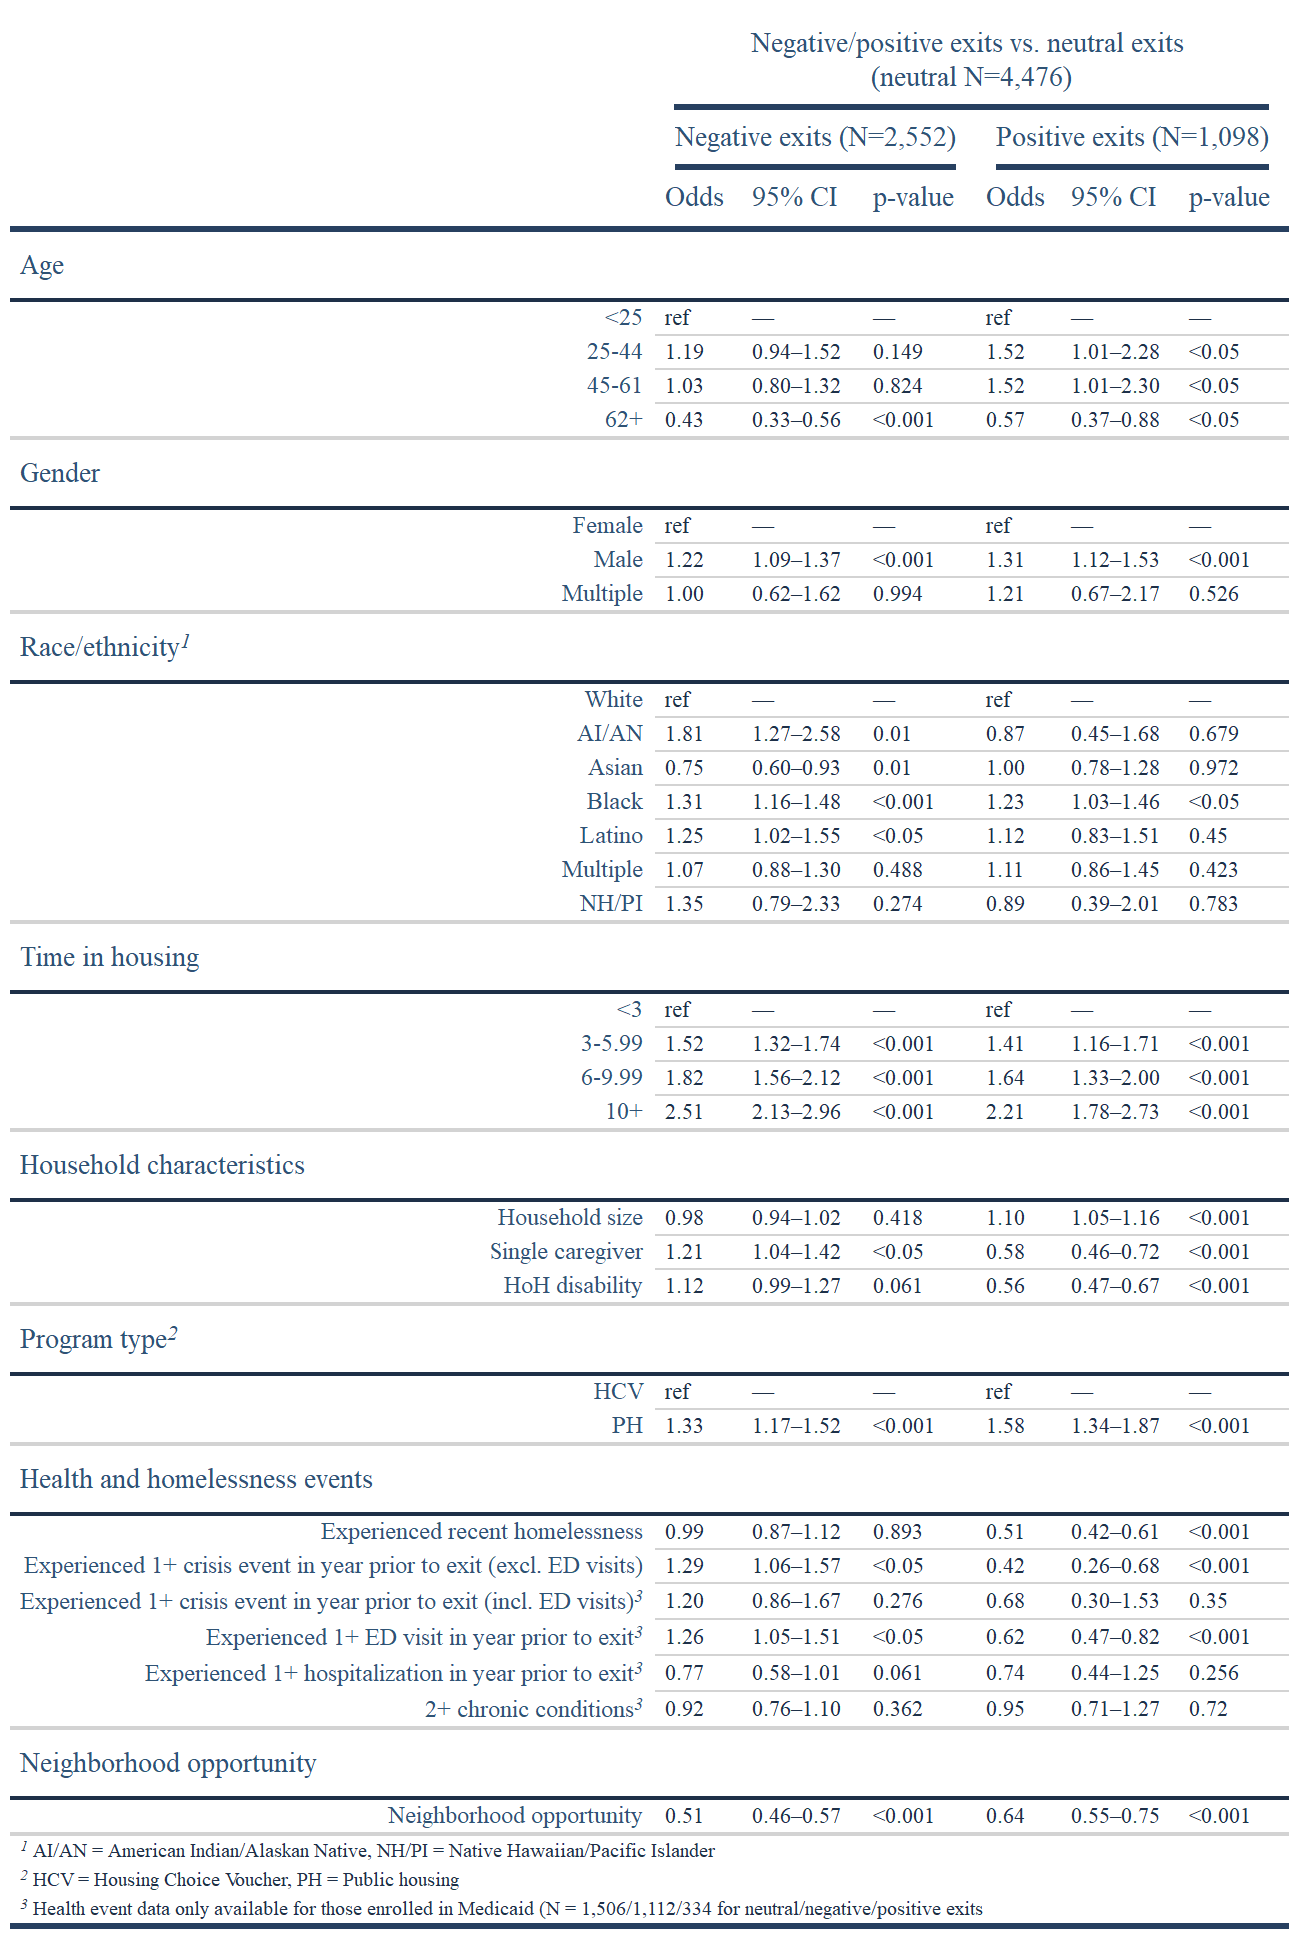 Negative/positive exits vs. neutral exits
(neutral N=4,476)
Negative exits (N=2,552) Positive exits (N=1,098)
Odds 95% CI p-value Odds 95% CI p-value
Age
<25 ref — — ref — —
25-44 1.19 0.94–1.52 0.149 1.52 1.01–2.28 <0.05
45-61 1.03 0.80–1.32 0.824 1.52 1.01–2.30 <0.05
62+ 0.43 0.33–0.56 <0.001 0.57 0.37–0.88 <0.05
Gender
Female ref — — ref — —
Male 1.22 1.09–1.37 <0.001 1.31 1.12–1.53 <0.001
Multiple 1.00 0.62–1.62 0.994 1.21 0.67–2.17 0.526
Race/ethnicity1
White ref — — ref — —
AI/AN 1.81 1.27–2.58 0.01 0.87 0.45–1.68 0.679
Asian 0.75 0.60–0.93 0.01 1.00 0.78–1.28 0.972
Black 1.31 1.16–1.48 <0.001 1.23 1.03–1.46 <0.05
Latino 1.25 1.02–1.55 <0.05 1.12 0.83–1.51 0.45
Multiple 1.07 0.88–1.30 0.488 1.11 0.86–1.45 0.423
NH/PI 1.35 0.79–2.33 0.274 0.89 0.39–2.01 0.783
Time in housing
<3 ref — — ref — —
3-5.99 1.52 1.32–1.74 <0.001 1.41 1.16–1.71 <0.001
6-9.99 1.82 1.56–2.12 <0.001 1.64 1.33–2.00 <0.001
10+ 2.51 2.13–2.96 <0.001 2.21 1.78–2.73 <0.001
Household characteristics
Household size 0.98 0.94–1.02 0.418 1.10 1.05–1.16 <0.001
Single caregiver 1.21 1.04–1.42 <0.05 0.58 0.46–0.72 <0.001
HoH disability 1.12 0.99–1.27 0.061 0.56 0.47–0.67 <0.001
Program type2
HCV ref — — ref — —
PH 1.33 1.17–1.52 <0.001 1.58 1.34–1.87 <0.001
Health and homelessness events
Experienced recent homelessness 0.99 0.87–1.12 0.893 0.51 0.42–0.61 <0.001
Experienced 1+ crisis event in year prior to exit (excl. ED visits) 1.29 1.06–1.57 <0.05 0.42 0.26–0.68 <0.001
Experienced 1+ crisis event in year prior to exit (incl. ED visits)3 1.20 0.86–1.67 0.276 0.68 0.30–1.53 0.35
Experienced 1+ ED visit in year prior to exit3 1.26 1.05–1.51 <0.05 0.62 0.47–0.82 <0.001
Experienced 1+ hospitalization in year prior to exit3 0.77 0.58–1.01 0.061 0.74 0.44–1.25 0.256
2+ chronic conditions3 0.92 0.76–1.10 0.362 0.95 0.71–1.27 0.72
Neighborhood opportunity
Neighborhood opportunity 0.51 0.46–0.57 <0.001 0.64 0.55–0.75 <0.001
1 AI/AN = American Indian/Alaskan Native, NH/PI = Native Hawaiian/Pacific Islander
2 HCV = Housing Choice Voucher, PH = Public housing
3 Health event data only available for those enrolled in Medicaid (N = 1,506/1,112/334 for neutral/negative/positive exits